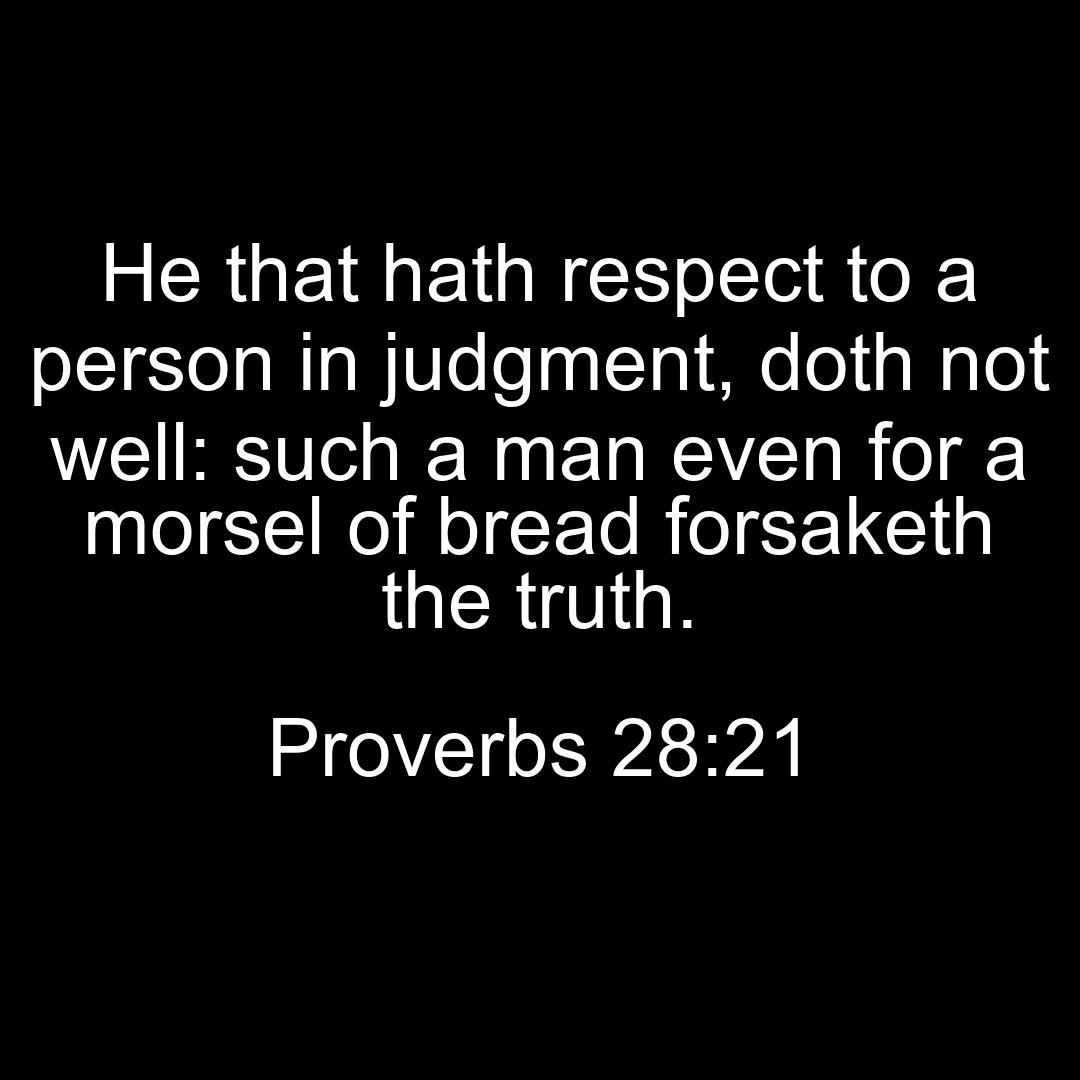 He that hath respect to a
person in judgment, doth not
well: such a man even for a
morsel of bread forsaketh
the truth.
Proverbs 28:21